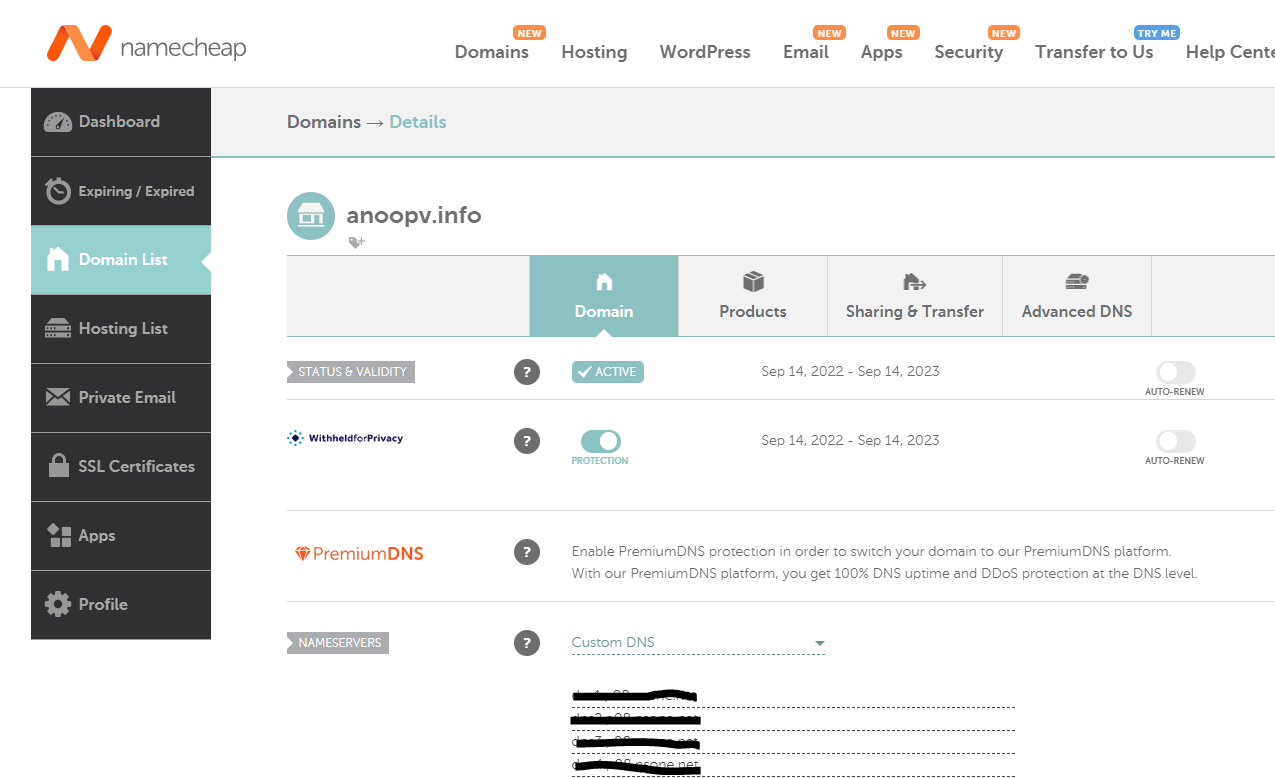 namecheap
NEW NEW NEW NEW TRY ME
Domains Hosting WordPress Email Apps Security Transfer to Us Help Cente
Dashboard
Expiring / Expired
Domain List
Hosting List
Private Email
SSL Certificates
Apps
Profile
Domains → Details
anoopv.info
Domain Products Sharing & Transfer Advanced DNS
STATUS & VALIDITY ? ACTIVE Sep 14, 2022 - Sep 14, 2023
AUTO-RENEW
WithheldforPrivacy ? Sep 14, 2022 - Sep 14, 2023
PROTECTION AUTO-RENEW
PremiumDNS ? Enable PremiumDNS protection in order to switch your domain to our PremiumDNS platform.
With our PremiumDNS platform, you get 100% DNS uptime and DDoS protection at the DNS level.
NAMESERVERS ? Custom DNS